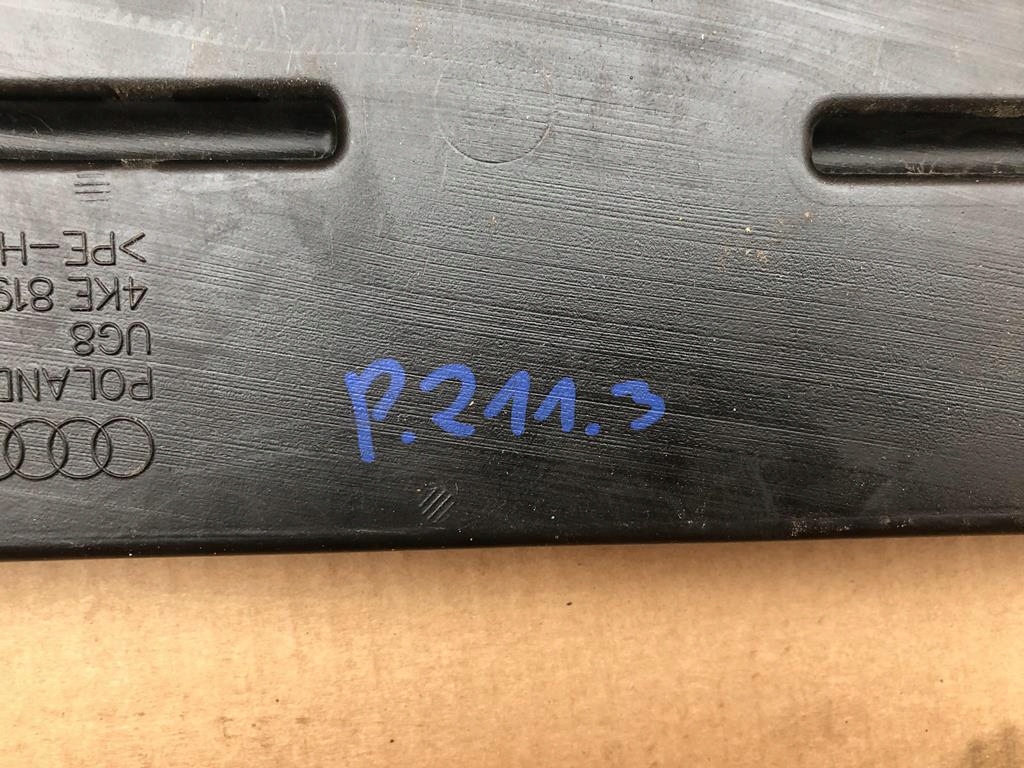 P.211.3
POLAND
UG8
4KE 819
>PE-H